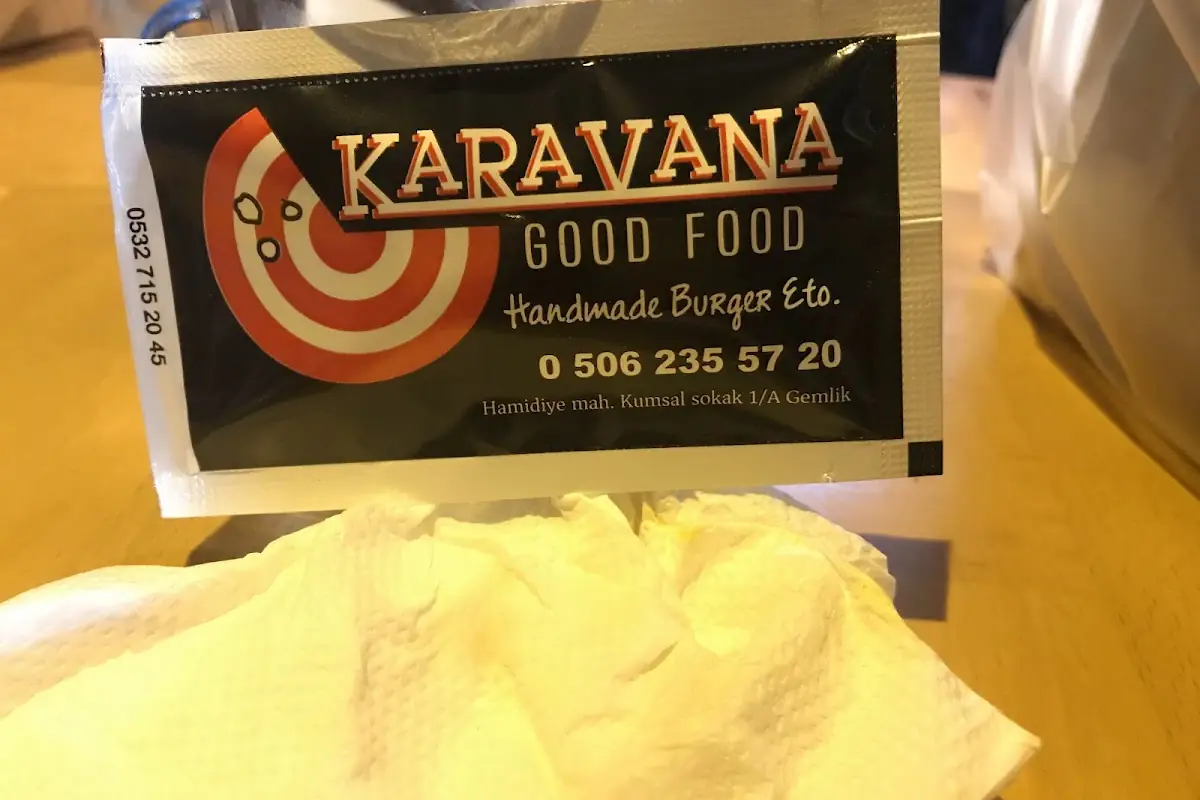 KARAVANA
GOOD FOOD
Handmade Burger Etc.
0 506 235 57 20
Hamidiye mah. Kumsal sokak 1/A Gemlik
0532 715 20 45